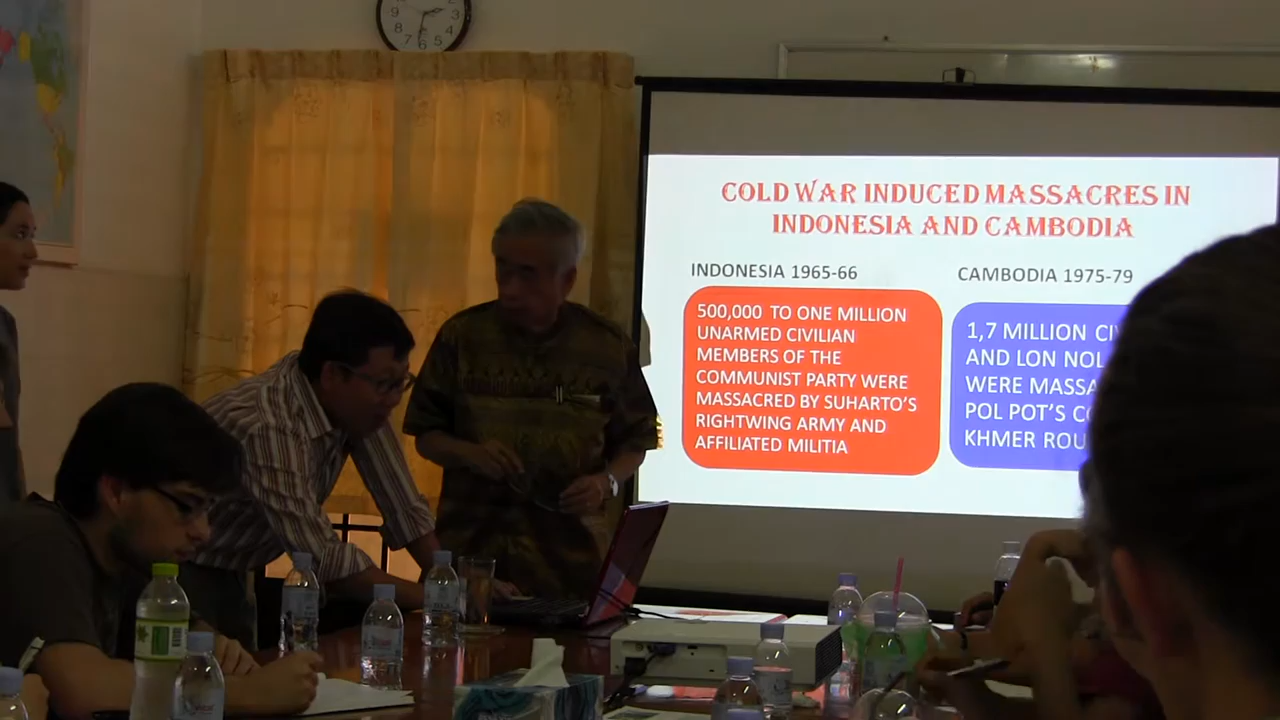 COLD WAR INDUCED MASSACRES IN
INDONESIA AND CAMBODIA
INDONESIA 1965-66
500,000 TO ONE MILLION
UNARMED CIVILIAN
MEMBERS OF THE
COMMUNIST PARTY WERE
MASSACRED BY SUHARTO'S
RIGHTWING ARMY AND
AFFILIATED MILITIA
CAMBODIA 1975-79
1,7 MILLION
AND LON NOL
WERE
POL POT'S
KHMER